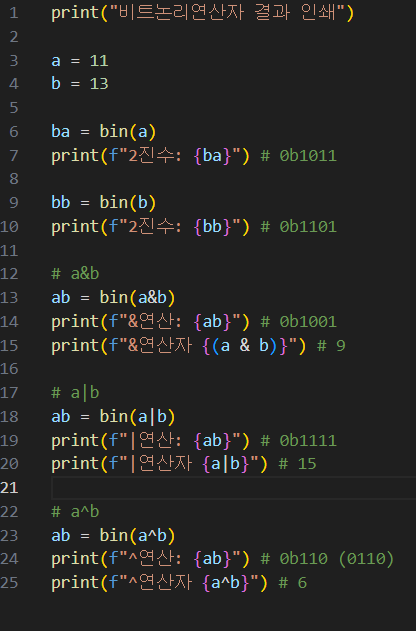 1 print("비트논리연산자 결과 인쇄")
2
3 a = 11
4 b = 13
5
6 ba = bin(a)
7 print(f"2진수: {ba}") # 0b1011
8
9 bb = bin(b)
10 print(f"2진수: {bb}") # 0b1101
11
12 # a&b
13 ab = bin(a&b)
14 print(f"&연산: {ab}") # 0b1001
15 print(f"&연산자 {(a & b)}") # 9
16
17 # a|b
18 ab = bin(a|b)
19 print(f"|연산: {ab}") # 0b1111
20 print(f"|연산자 {a|b}") # 15
21
22 # a^b
23 ab = bin(a^b)
24 print(f"^연산: {ab}") # 0b110 (0110)
25 print(f"^연산자 {a^b}") # 6